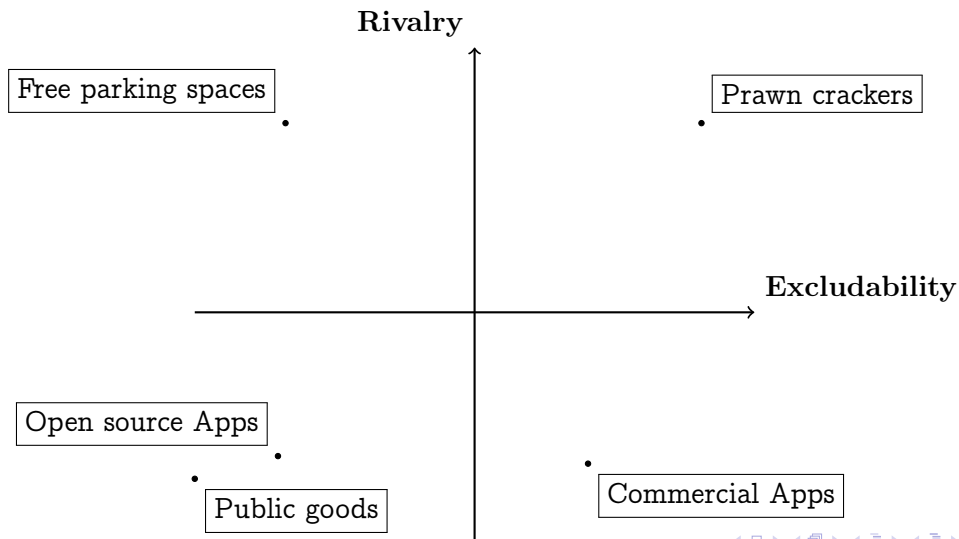 Rivalry
Free parking spaces
Prawn crackers
Excludability
Open source Apps
Commercial Apps
Public goods